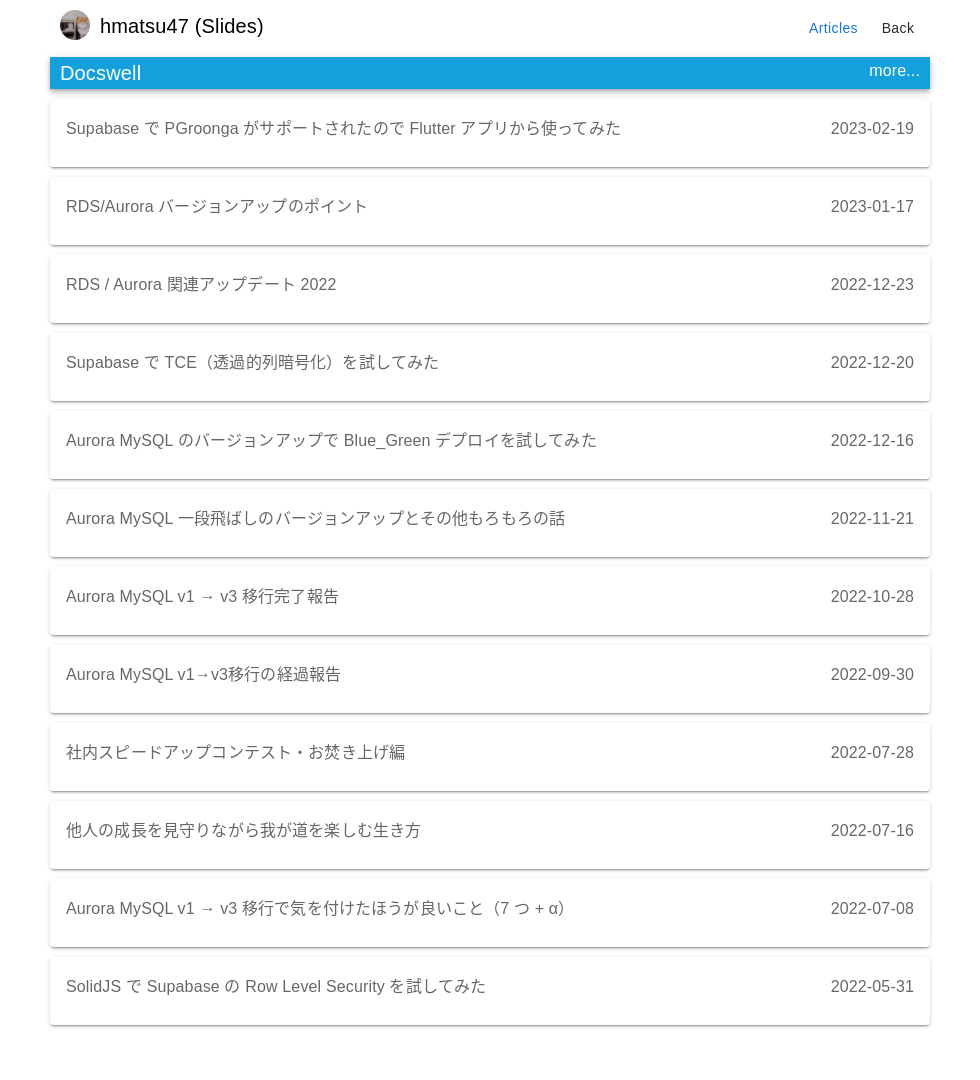 hmatsu47 (Slides)
Articles
Back
Docswell
more...
Supabase で PGroonga がサポートされたので Flutter アプリから使ってみた
2023-02-19
RDS/Aurora バージョンアップのポイント
2023-01-17
RDS / Aurora 関連アップデート 2022
2022-12-23
Supabase で TCE（透過的列暗号化）を試してみた
2022-12-20
Aurora MySQL のバージョンアップで Blue_Green デプロイを試してみた
2022-12-16
Aurora MySQL 一段飛ばしのバージョンアップとその他もろもろの話
2022-11-21
Aurora MySQL v1 → v3 移行完了報告
2022-10-28
Aurora MySQL v1→v3移行の経過報告
2022-09-30
社内スピードアップコンテスト・お焚き上げ編
2022-07-28
他人の成長を見守りながら我が道を楽しむ生き方
2022-07-16
Aurora MySQL v1 → v3 移行で気を付けたほうが良いこと（7 つ + α）
2022-07-08
SolidJS で Supabase の Row Level Security を試してみた
2022-05-31